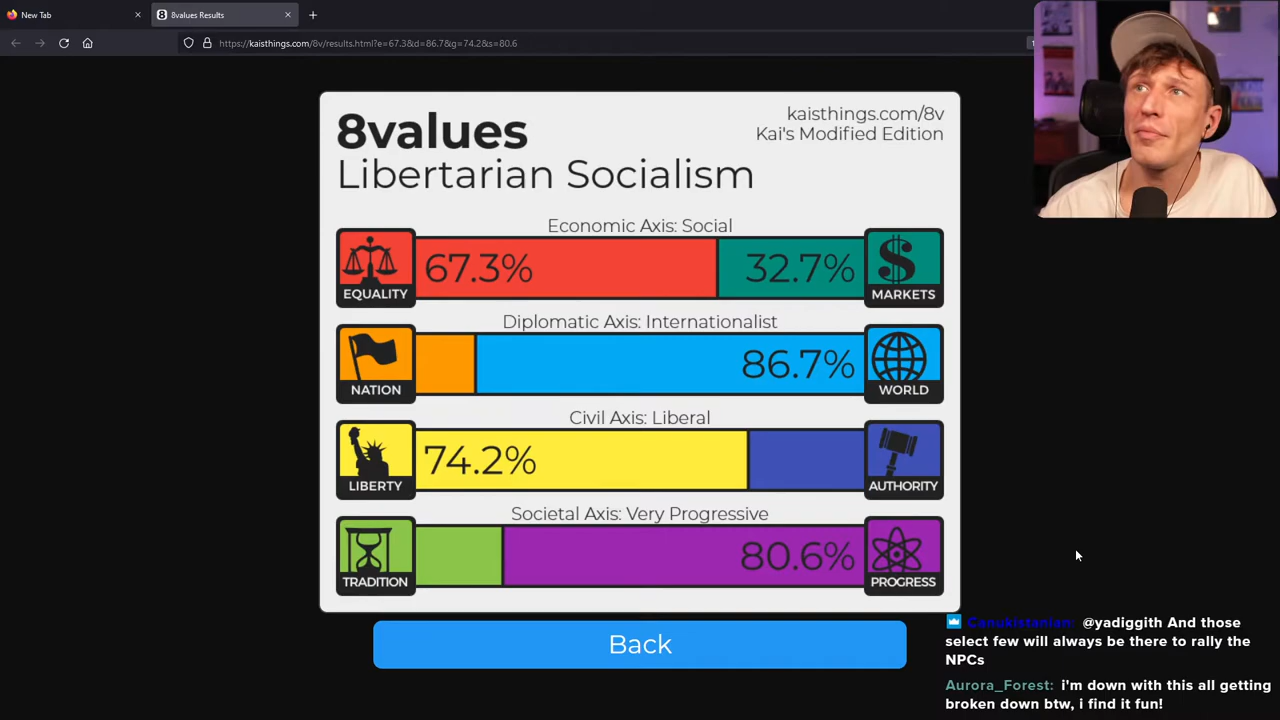 New Tab
8values Results
https://kaisthings.com/8v/results.html?e=67.3&d=86.7&g=74.2&s=80.6
8values
kaisthings.com/8v
Kai's Modified Edition
Libertarian Socialism
Economic Axis: Social
67.3%
32.7%
EQUALITY
MARKETS
Diplomatic Axis: Internationalist
86.7%
NATION
WORLD
Civil Axis: Liberal
74.2%
LIBERTY
AUTHORITY
Societal Axis: Very Progressive
80.6%
TRADITION
PROGRESS
Back
Canukistanian: @yadiggith And those
select few will always be there to rally the
NPCs
Aurora_Forest: i'm down with this all getting
broken down btw, i find it fun!